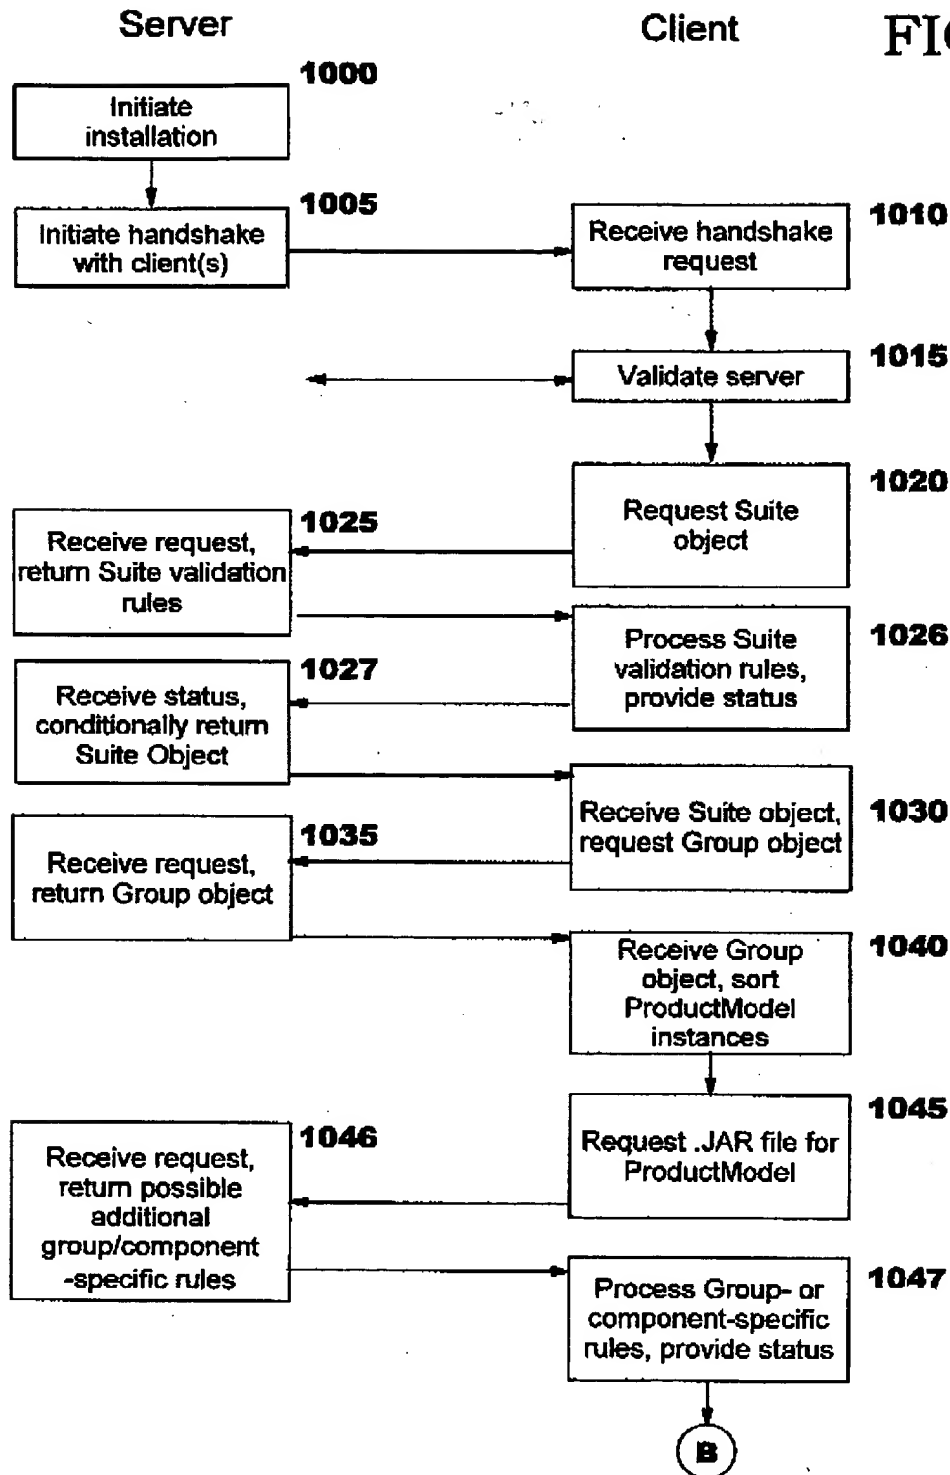 Server
Client
FIG
1000
Initiate
installation
1005
Initiate handshake
with client(s)
1010
Receive handshake
request
1015
Validate server
1020
Request Suite
object
1025
Receive request,
return Suite validation
rules
1026
Process Suite
validation rules,
provide status
1027
Receive status,
conditionally return
Suite Object
1030
Receive Suite object,
request Group object
1035
Receive request,
return Group object
1040
Receive Group
object, sort
ProductModel
instances
1045
Request .JAR file for
ProductModel
1046
Receive request,
return possible
additional
group/component
-specific rules
1047
Process Group- or
component-specific
rules, provide status
B